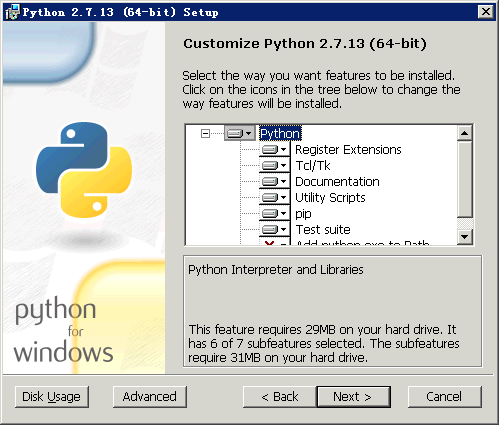 Python 2.7.13 (64-bit) Setup
Customize Python 2.7.13 (64-bit)
Select the way you want features to be installed.
Click on the icons in the tree below to change the
way features will be installed.
Python
Register Extensions
Tcl/Tk
Documentation
Utility Scripts
pip
Test suite
Add python.exe to Path
Python Interpreter and Libraries
This feature requires 29MB on your hard drive. It
has 6 of 7 subfeatures selected. The subfeatures
require 31MB on your hard drive.
python
for
windows
Disk Usage
Advanced
< Back
Next >
Cancel